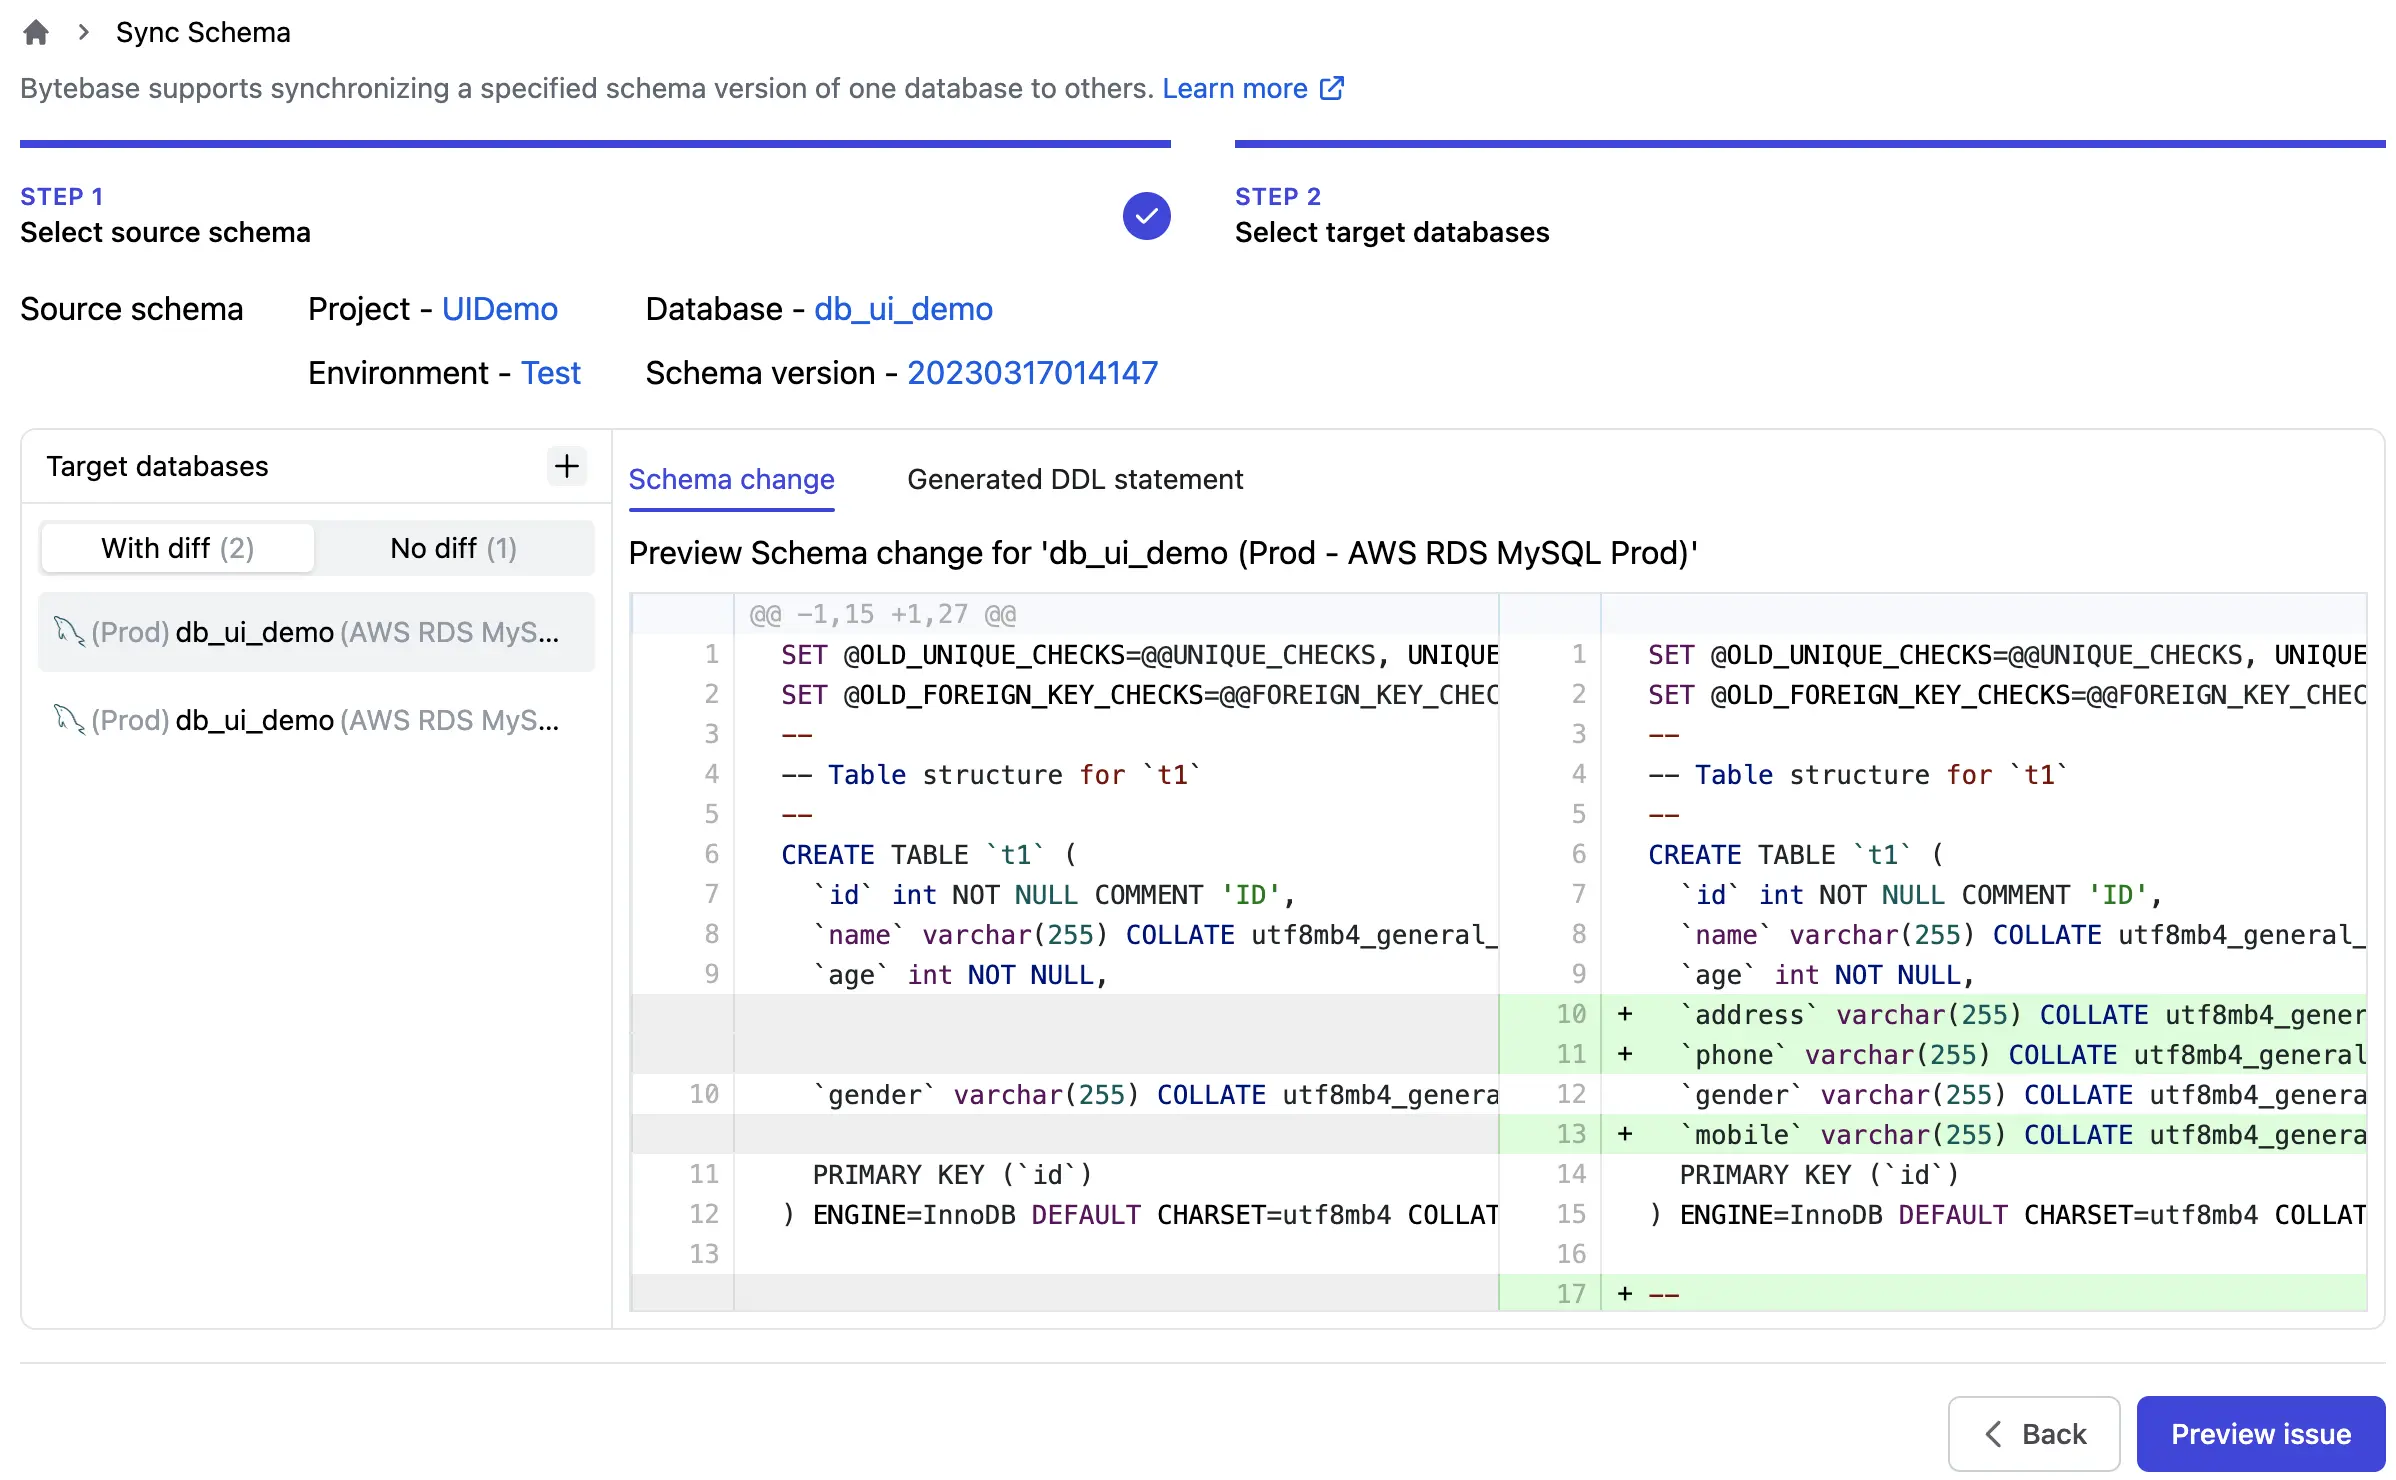 Sync Schema
Bytebase supports synchronizing a specified schema version of one database to others. Learn more
STEP 1
Select source schema
STEP 2
Select target databases
Source schema
Project - UIDemo
Database - db_ui_demo
Environment - Test
Schema version - 20230317014147
Target databases
+
With diff (2)
No diff (1)
(Prod) db_ui_demo (AWS RDS MyS...
(Prod) db_ui_demo (AWS RDS MyS...
Schema change
Generated DDL statement
Preview Schema change for 'db_ui_demo (Prod - AWS RDS MySQL Prod)'
@@ -1,15 +1,27 @@
1 SET @OLD_UNIQUE_CHECKS=@@UNIQUE_CHECKS, UNIQUE
2 SET @OLD_FOREIGN_KEY_CHECKS=@@FOREIGN_KEY_CHEC
3 --
4 -- Table structure for `t1`
5 --
6 CREATE TABLE `t1` (
7 `id` int NOT NULL COMMENT 'ID',
8 `name` varchar(255) COLLATE utf8mb4_general_
9 `age` int NOT NULL,
10 `gender` varchar(255) COLLATE utf8mb4_genera
11 PRIMARY KEY (`id`)
12 ) ENGINE=InnoDB DEFAULT CHARSET=utf8mb4 COLLAT
13
1 SET @OLD_UNIQUE_CHECKS=@@UNIQUE_CHECKS, UNIQUE
2 SET @OLD_FOREIGN_KEY_CHECKS=@@FOREIGN_KEY_CHEC
3 --
4 -- Table structure for `t1`
5 --
6 CREATE TABLE `t1` (
7 `id` int NOT NULL COMMENT 'ID',
8 `name` varchar(255) COLLATE utf8mb4_general_
9 `age` int NOT NULL,
10 + `address` varchar(255) COLLATE utf8mb4_gener
11 + `phone` varchar(255) COLLATE utf8mb4_general
12 `gender` varchar(255) COLLATE utf8mb4_genera
13 + `mobile` varchar(255) COLLATE utf8mb4_genera
14 PRIMARY KEY (`id`)
15 ) ENGINE=InnoDB DEFAULT CHARSET=utf8mb4 COLLAT
16
17 + --
Back
Preview issue